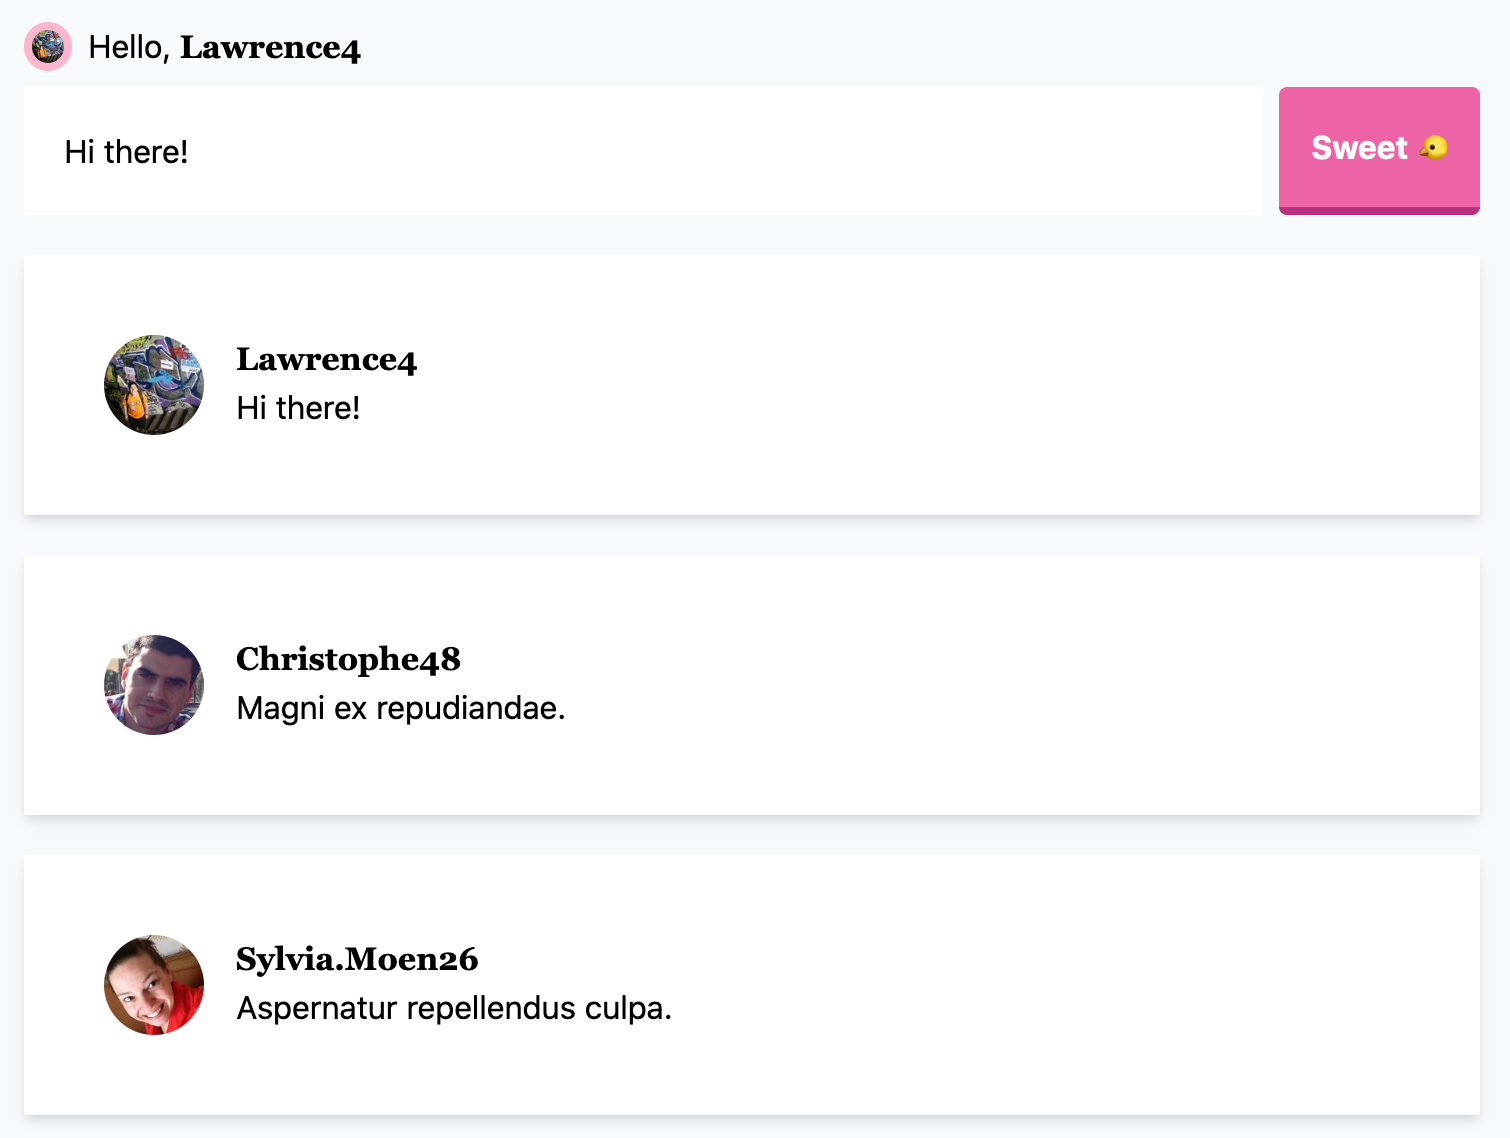 Hello, Lawrence4
Hi there!
Sweet 🐤
Lawrence4
Hi there!
Christophe48
Magni ex repudiandae.
Sylvia.Moen26
Aspernatur repellendus culpa.